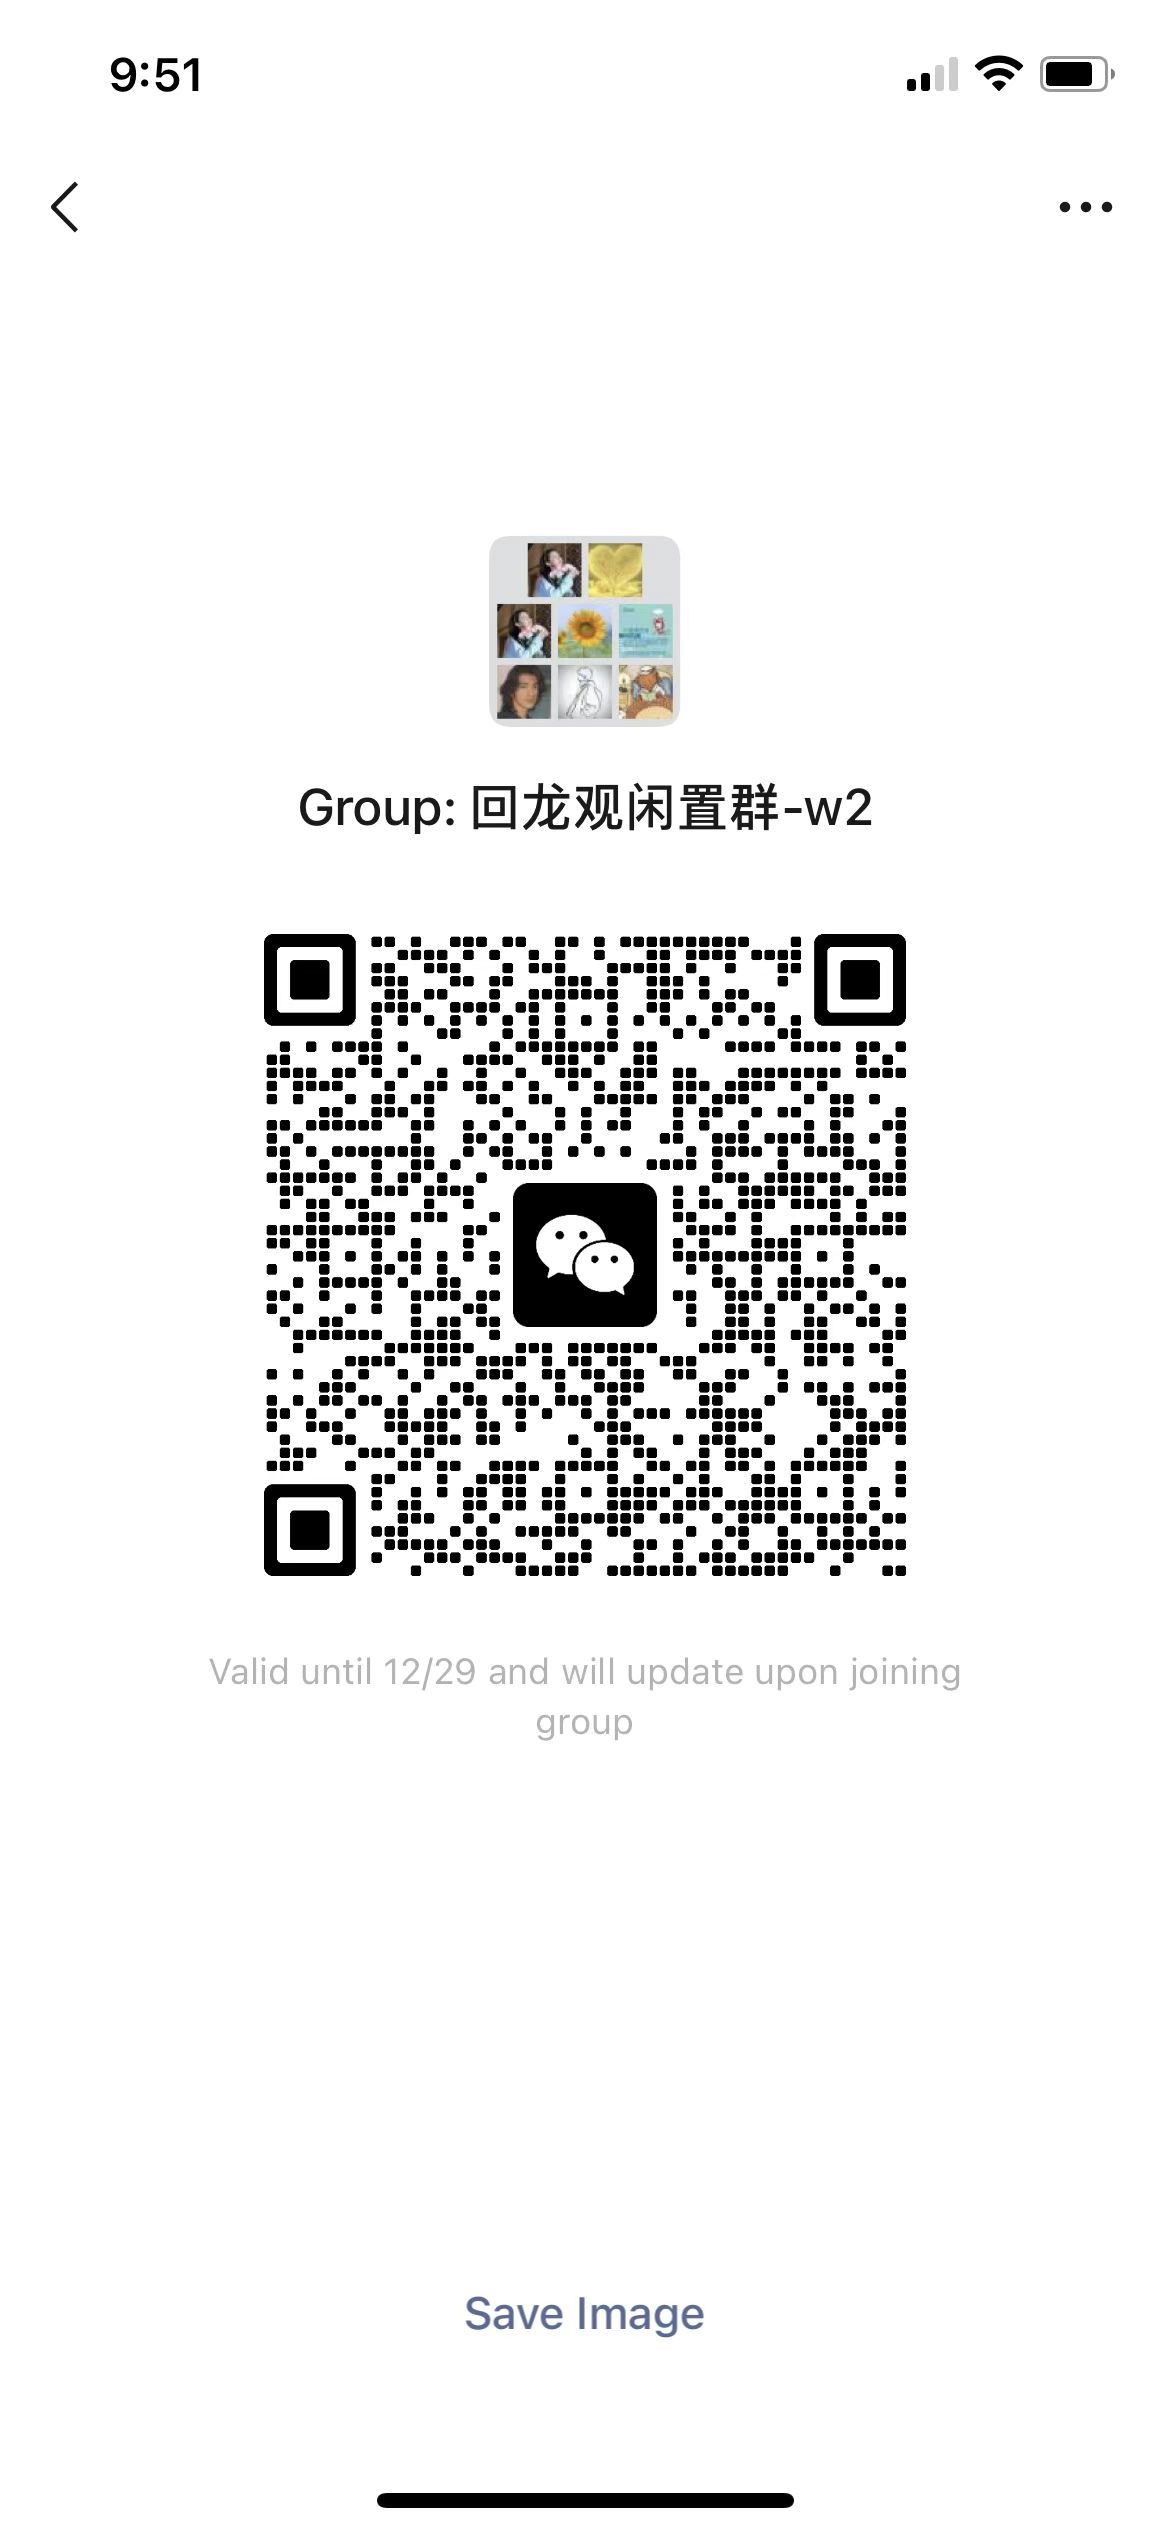 9:51
Group: 回龙观闲置群-w2
Valid until 12/29 and will update upon joining
group
Save Image